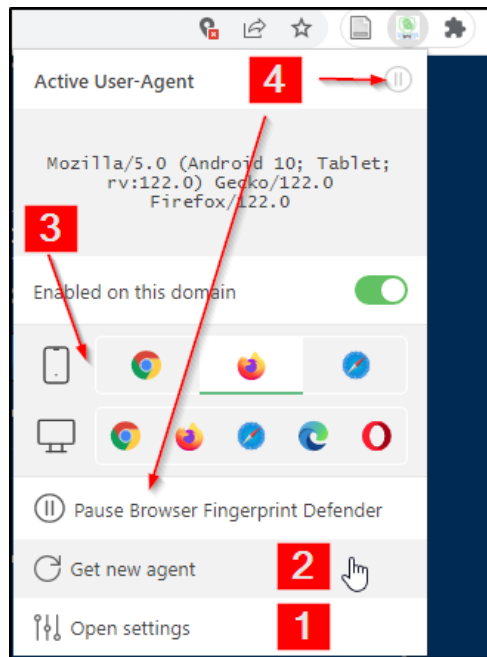 Active User-Agent 4
Mozilla/5.0 (Android 10; Tablet;
rv:122.0) Gecko/122.0
Firefox/122.0
3
Enabled on this domain
Pause Browser Fingerprint Defender
Get new agent 2
Open settings 1